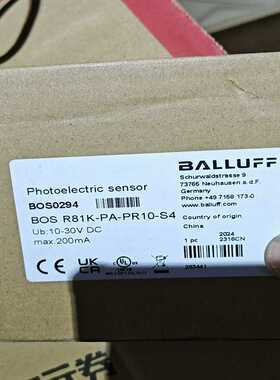 BALLUFF
Schurwaldstrasse 9
73765 Neuhausen a.d.F.
Germany
Phone +49 7158 173-0
www.balluff.com
Photoelectric sensor
BOS0294
BOS R81K-PA-PR10-S4
Ub:10-30V DC
max.200mA
Country of origin
China
2024
1 pc 2316CN
CE UK CA
UL
LISTED